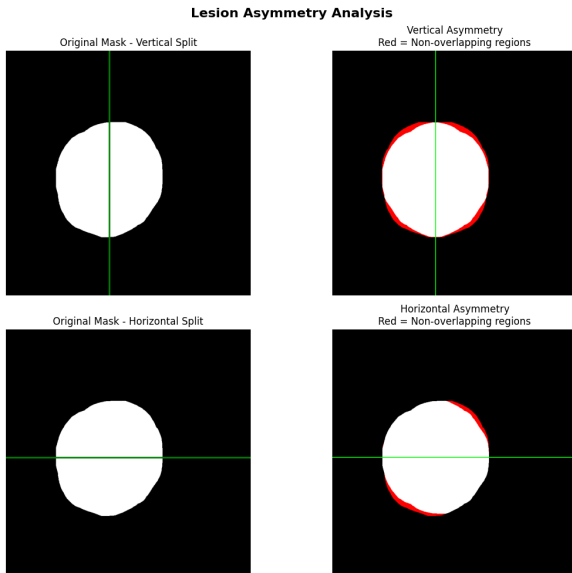 Lesion Asymmetry Analysis
Original Mask - Vertical Split
Vertical Asymmetry
Red = Non-overlapping regions
Original Mask - Horizontal Split
Horizontal Asymmetry
Red = Non-overlapping regions